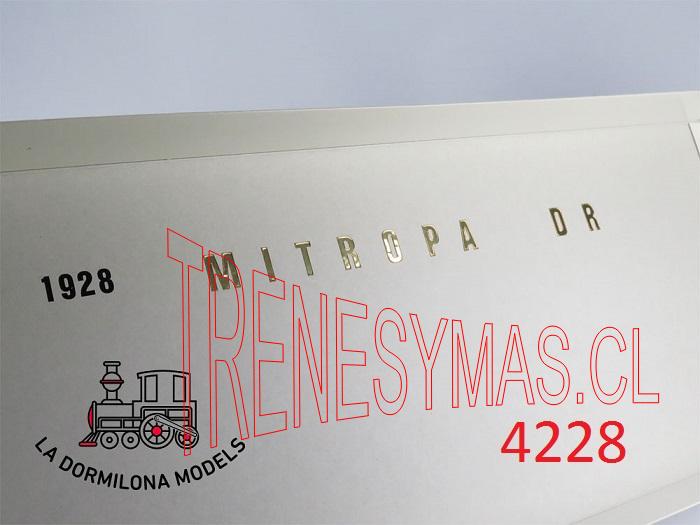 MITROPA DR
1928
TRENESYMAS.CL
LA DORMILONA MODELS
4228